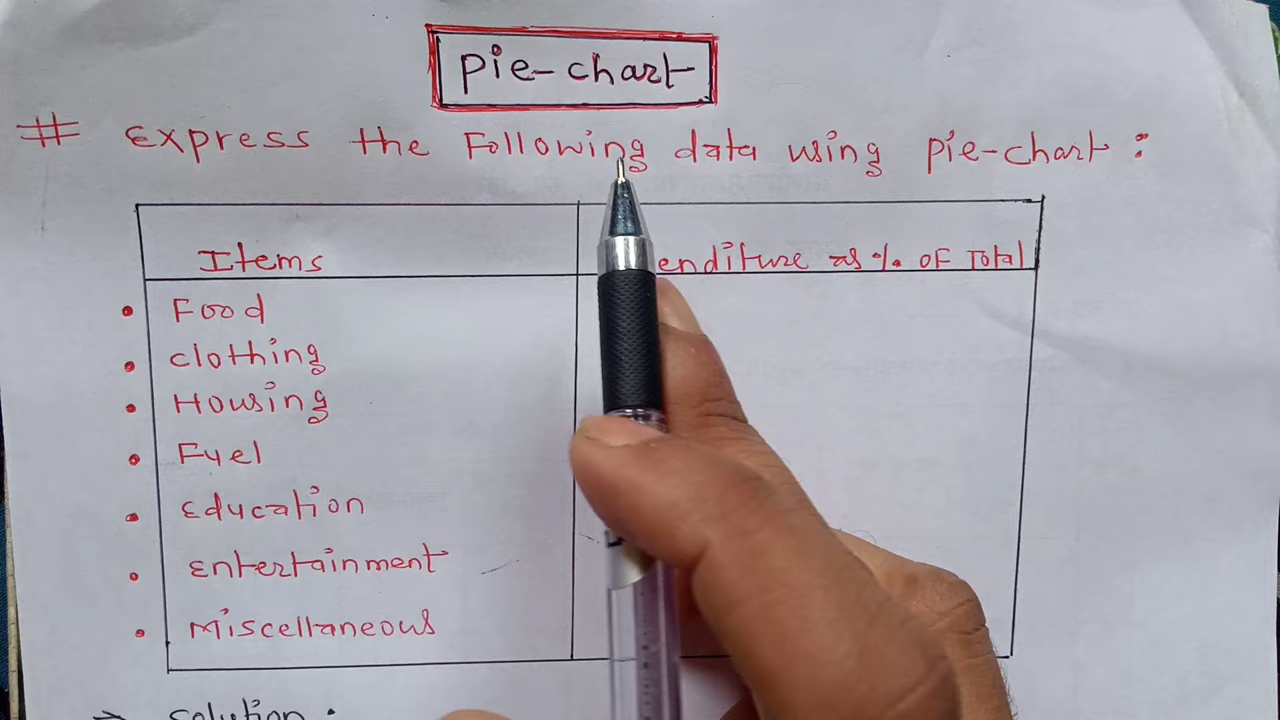 Pie-chart
# Express the Following data using pie-chart :
Items enditure as % of Total
• Food
• clothing
• Housing
• Fuel
• Education
• Entertainment
• Miscellaneous
→ Solution :